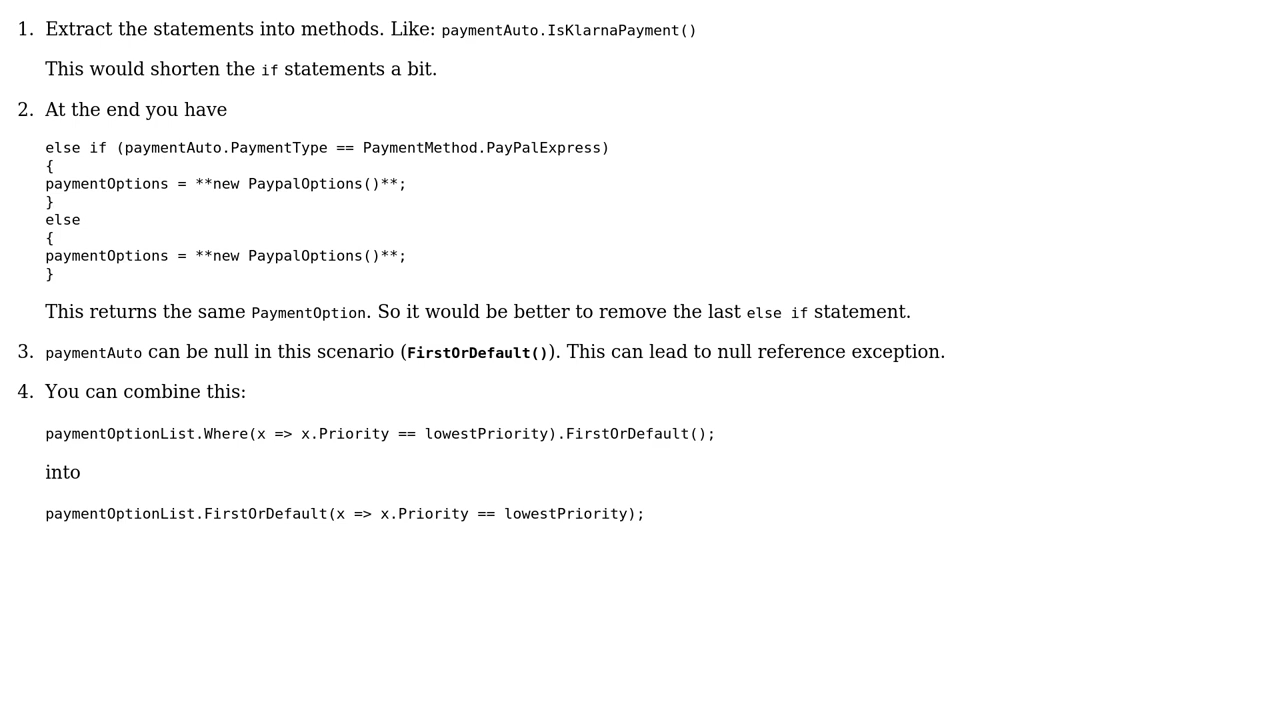 1. Extract the statements into methods. Like: paymentAuto.IsKlarnaPayment()
This would shorten the if statements a bit.
2. At the end you have
else if (paymentAuto.PaymentType == PaymentMethod.PayPalExpress)
{
paymentOptions = **new PaypalOptions()**;
}
else
{
paymentOptions = **new PaypalOptions()**;
}
This returns the same PaymentOption. So it would be better to remove the last else if statement.
3. paymentAuto can be null in this scenario (FirstOrDefault()). This can lead to null reference exception.
4. You can combine this:
paymentOptionList.Where(x => x.Priority == lowestPriority).FirstOrDefault();
into
paymentOptionList.FirstOrDefault(x => x.Priority == lowestPriority);